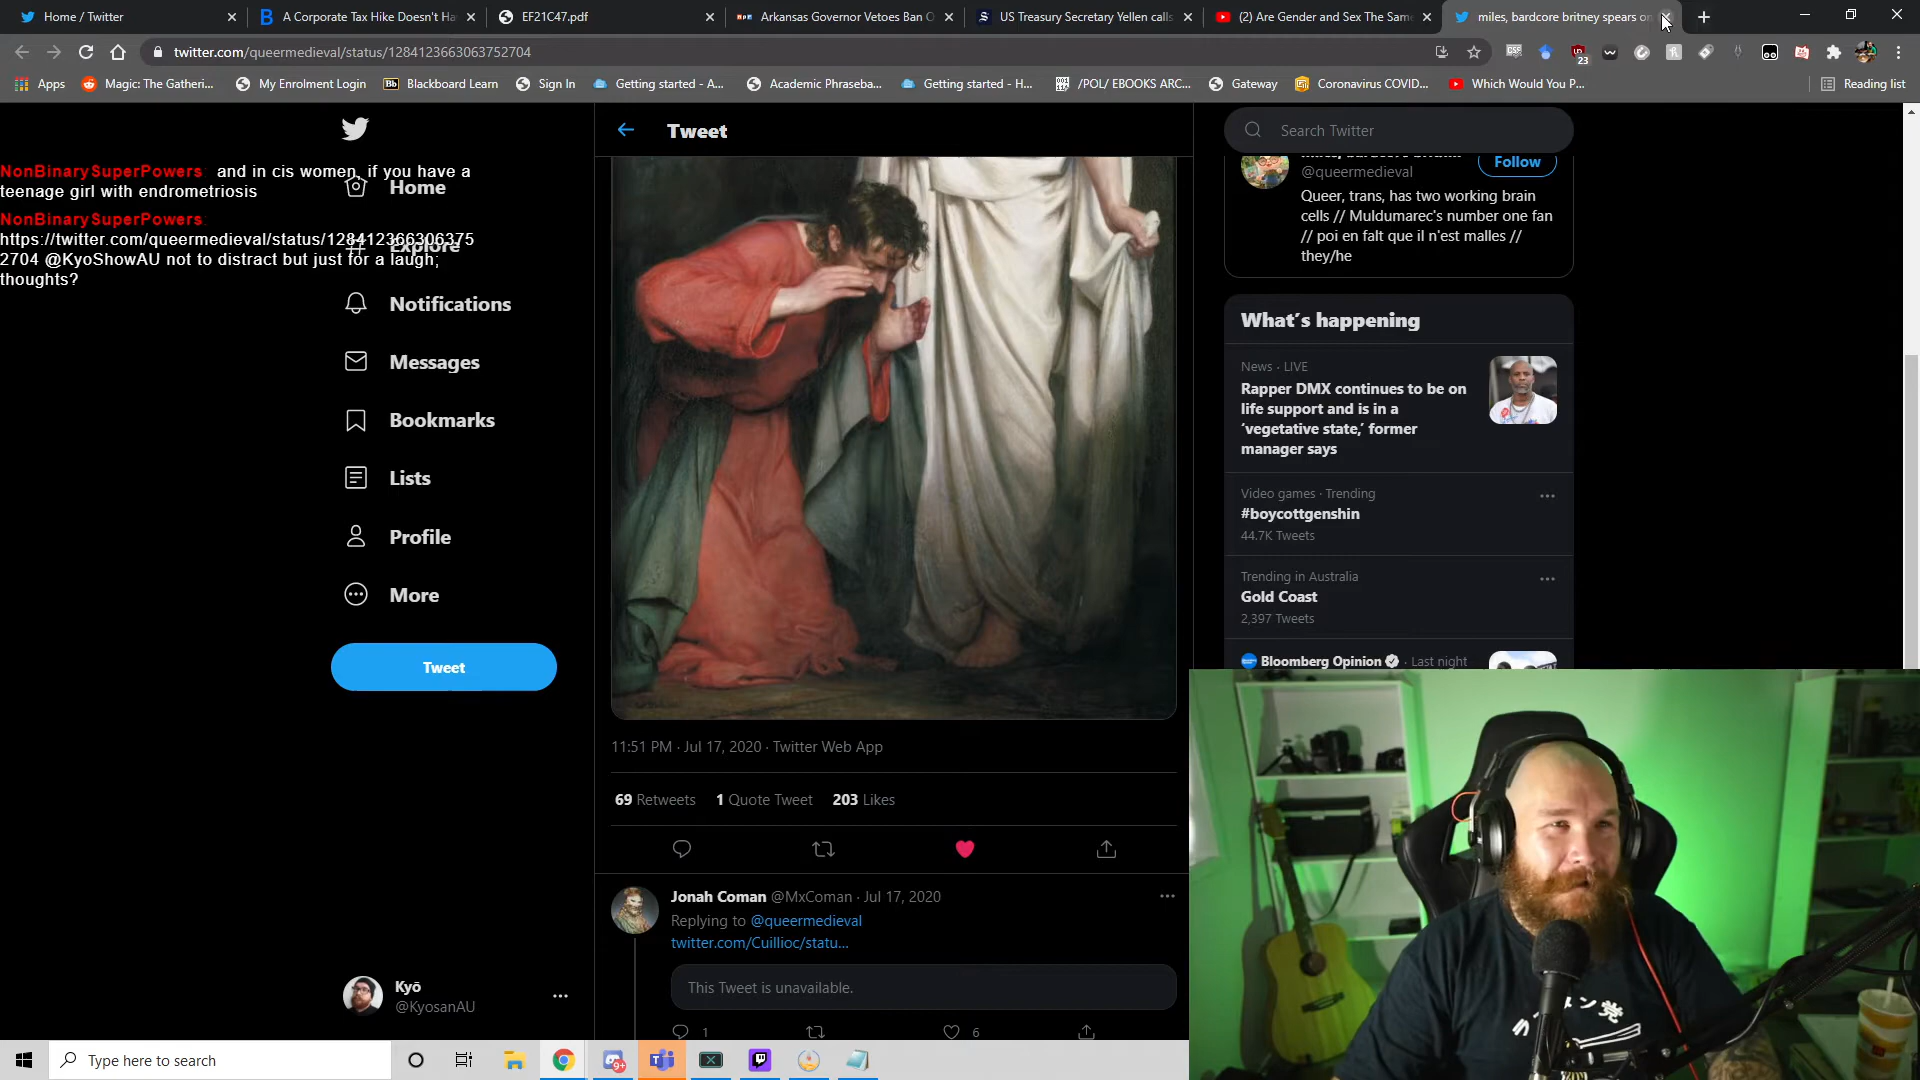 Home / Twitter
A Corporate Tax Hike Doesn't Ha
EF21C47.pdf
Arkansas Governor Vetoes Ban O
US Treasury Secretary Yellen calls
(2) Are Gender and Sex The Sam
miles, bardcore britney spears on
twitter.com/queermedieval/status/1284123663063752704
23
Apps
Magic: The Gatheri...
My Enrolment Login
Bb Blackboard Learn
Sign In
Getting started - A...
Academic Phraseba...
Getting started - H...
/POL/ EBOOKS ARC...
Gateway
Coronavirus COVID...
Which Would You P...
Reading list
NonBinarySuperPowers and in cis women, if you have a
teenage girl with endrometriosis
NonBinarySuperPowers
https://twitter.com/queermedieval/status/128412366306375
2704 @KyoShowAU not to distract but just for a laugh;
thoughts?
Home
Explore
Notifications
Messages
Bookmarks
Lists
Profile
More
Tweet
Kyō
@KyosanAU
Tweet
11:51 PM · Jul 17, 2020 · Twitter Web App
69 Retweets 1 Quote Tweet 203 Likes
Jonah Coman @MxComan · Jul 17, 2020
Replying to @queermedieval
twitter.com/Cuillioc/statu...
This Tweet is unavailable.
1
6
Search Twitter
Follow
@queermedieval
Queer, trans, has two working brain
cells // Muldumarec's number one fan
// poi en falt que il n'est malles //
they/he
What's happening
News · LIVE
Rapper DMX continues to be on
life support and is in a
'vegetative state,' former
manager says
Video games · Trending
#boycottgenshin
44.7K Tweets
Trending in Australia
Gold Coast
2,397 Tweets
Bloomberg Opinion · Last night
Type here to search
9+